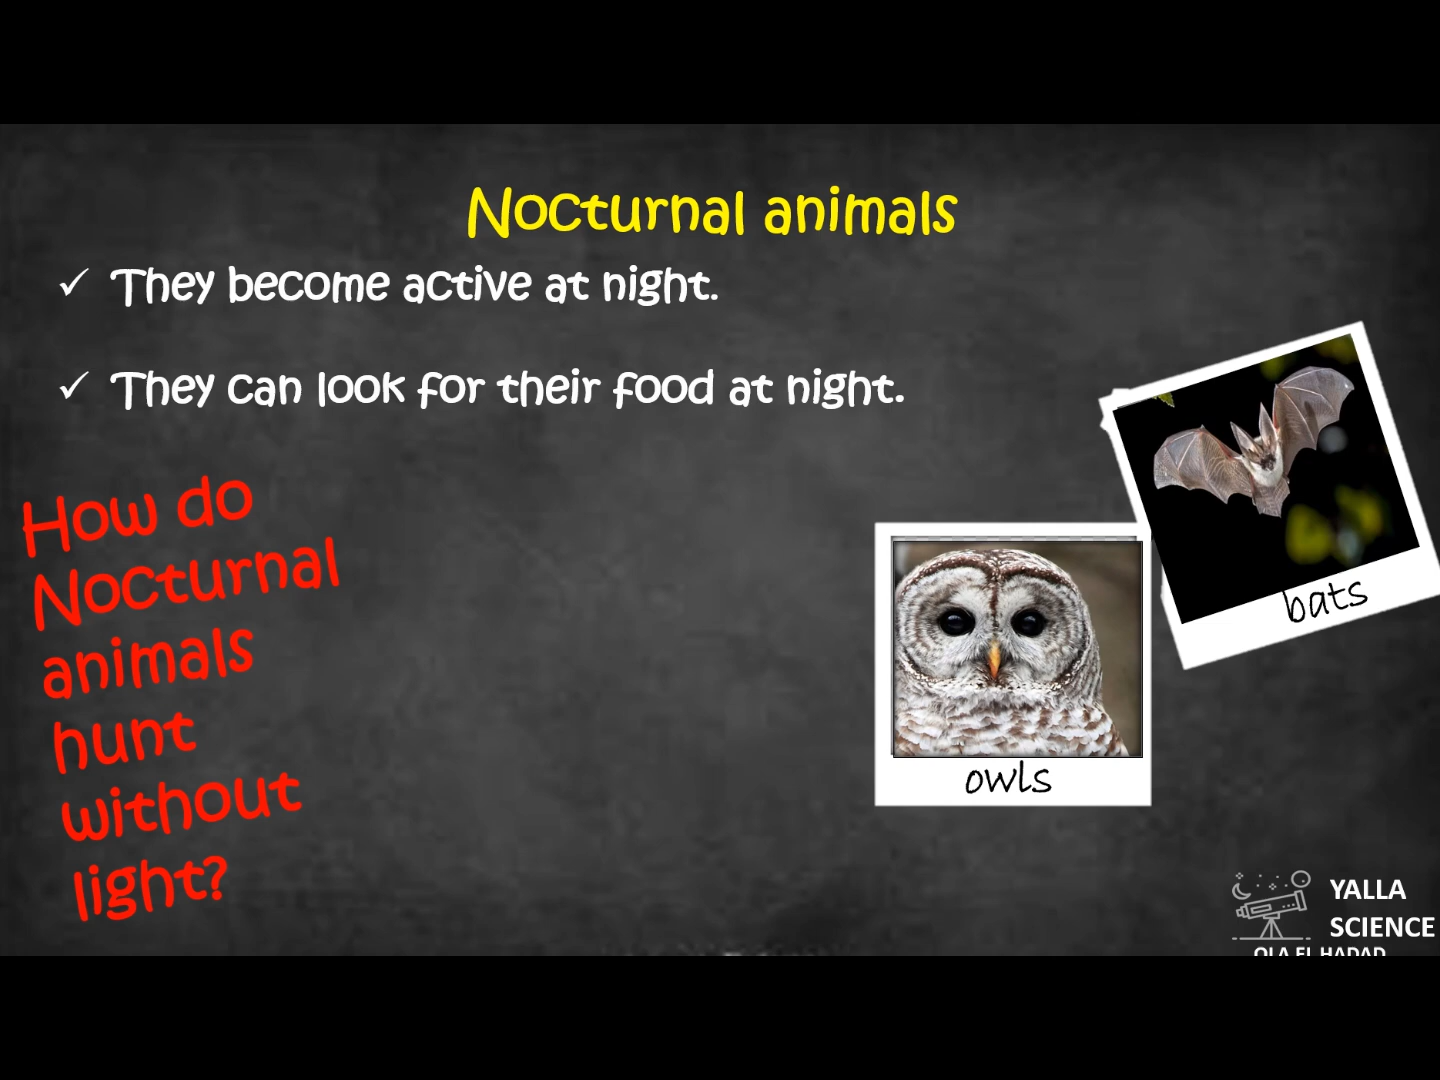 Nocturnal animals
They become active at night.
They can look for their food at night.
How do
Nocturnal
animals
hunt
without
light?
bats
owls
YALLA
SCIENCE
OLA EL HADAD